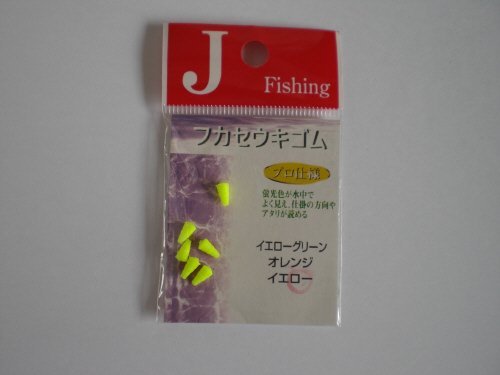 J
Fishing
フカセウキゴム
プロ仕様
蛍光色が水中で
よく見え、仕掛の方向や
アタリが読める
イエローグリーン
オレンジ
イエロー